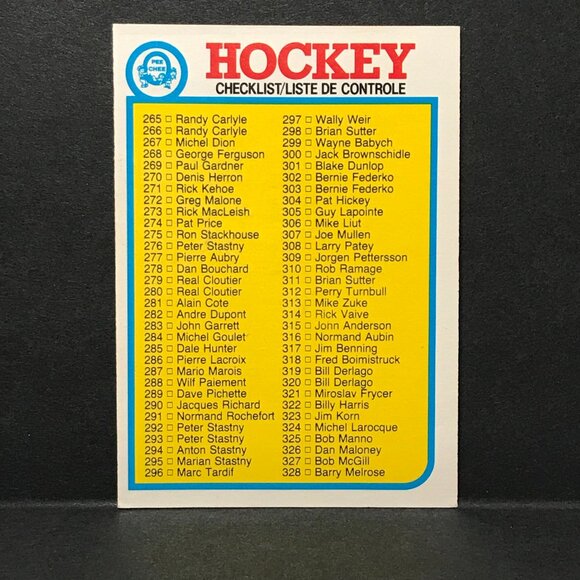 PEE
CHEE
HOCKEY
CHECKLIST/LISTE DE CONTROLE
265 □ Randy Carlyle
266 □ Randy Carlyle
267 □ Michel Dion
268 □ George Ferguson
269 □ Paul Gardner
270 □ Denis Herron
271 □ Rick Kehoe
272 □ Greg Malone
273 □ Rick MacLeish
274 □ Pat Price
275 □ Ron Stackhouse
276 □ Peter Stastny
277 □ Pierre Aubry
278 □ Dan Bouchard
279 □ Real Cloutier
280 □ Real Cloutier
281 □ Alain Cote
282 □ Andre Dupont
283 □ John Garrett
284 □ Michel Goulet
285 □ Dale Hunter
286 □ Pierre Lacroix
287 □ Mario Marois
288 □ Wilf Paiement
289 □ Dave Pichette
290 □ Jacques Richard
291 □ Normand Rochefort
292 □ Peter Stastny
293 □ Peter Stastny
294 □ Anton Stastny
295 □ Marian Stastny
296 □ Marc Tardif
297 □ Wally Weir
298 □ Brian Sutter
299 □ Wayne Babych
300 □ Jack Brownschidle
301 □ Blake Dunlop
302 □ Bernie Federko
303 □ Bernie Federko
304 □ Pat Hickey
305 □ Guy Lapointe
306 □ Mike Liut
307 □ Joe Mullen
308 □ Larry Patey
309 □ Jorgen Pettersson
310 □ Rob Ramage
311 □ Brian Sutter
312 □ Perry Turnbull
313 □ Mike Zuke
314 □ Rick Vaive
315 □ Jonn Anderson
316 □ Normand Aubin
317 □ Jim Benning
318 □ Fred Boimistruck
319 □ Bill Derlago
320 □ Bill Derlago
321 □ Miroslav Frycer
322 □ Billy Harris
323 □ Jim Korn
324 □ Michel Larocque
325 □ Bob Manno
326 □ Dan Maloney
327 □ Bob McGill
328 □ Barry Melrose